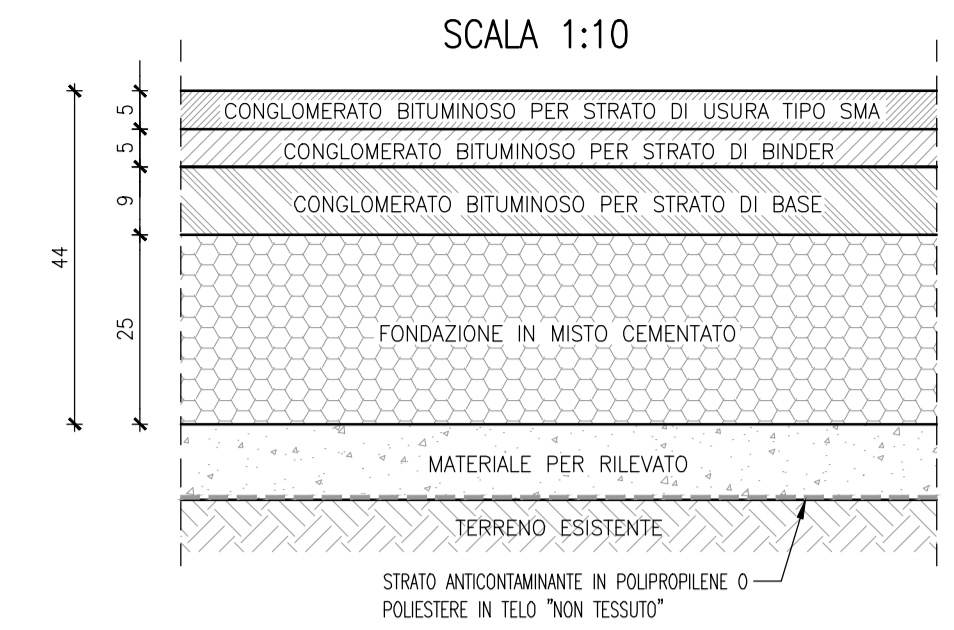 SCALA 1:10
5
CONGLOMERATO BITUMINOSO PER STRATO DI USURA TIPO SMA
5
CONGLOMERATO BITUMINOSO PER STRATO DI BINDER
9
CONGLOMERATO BITUMINOSO PER STRATO DI BASE
44
25
FONDAZIONE IN MISTO CEMENTATO
MATERIALE PER RILEVATO
TERRENO ESISTENTE
STRATO ANTICONTAMINANTE IN POLIPROPILENE O
POLIESTERE IN TELO "NON TESSUTO"